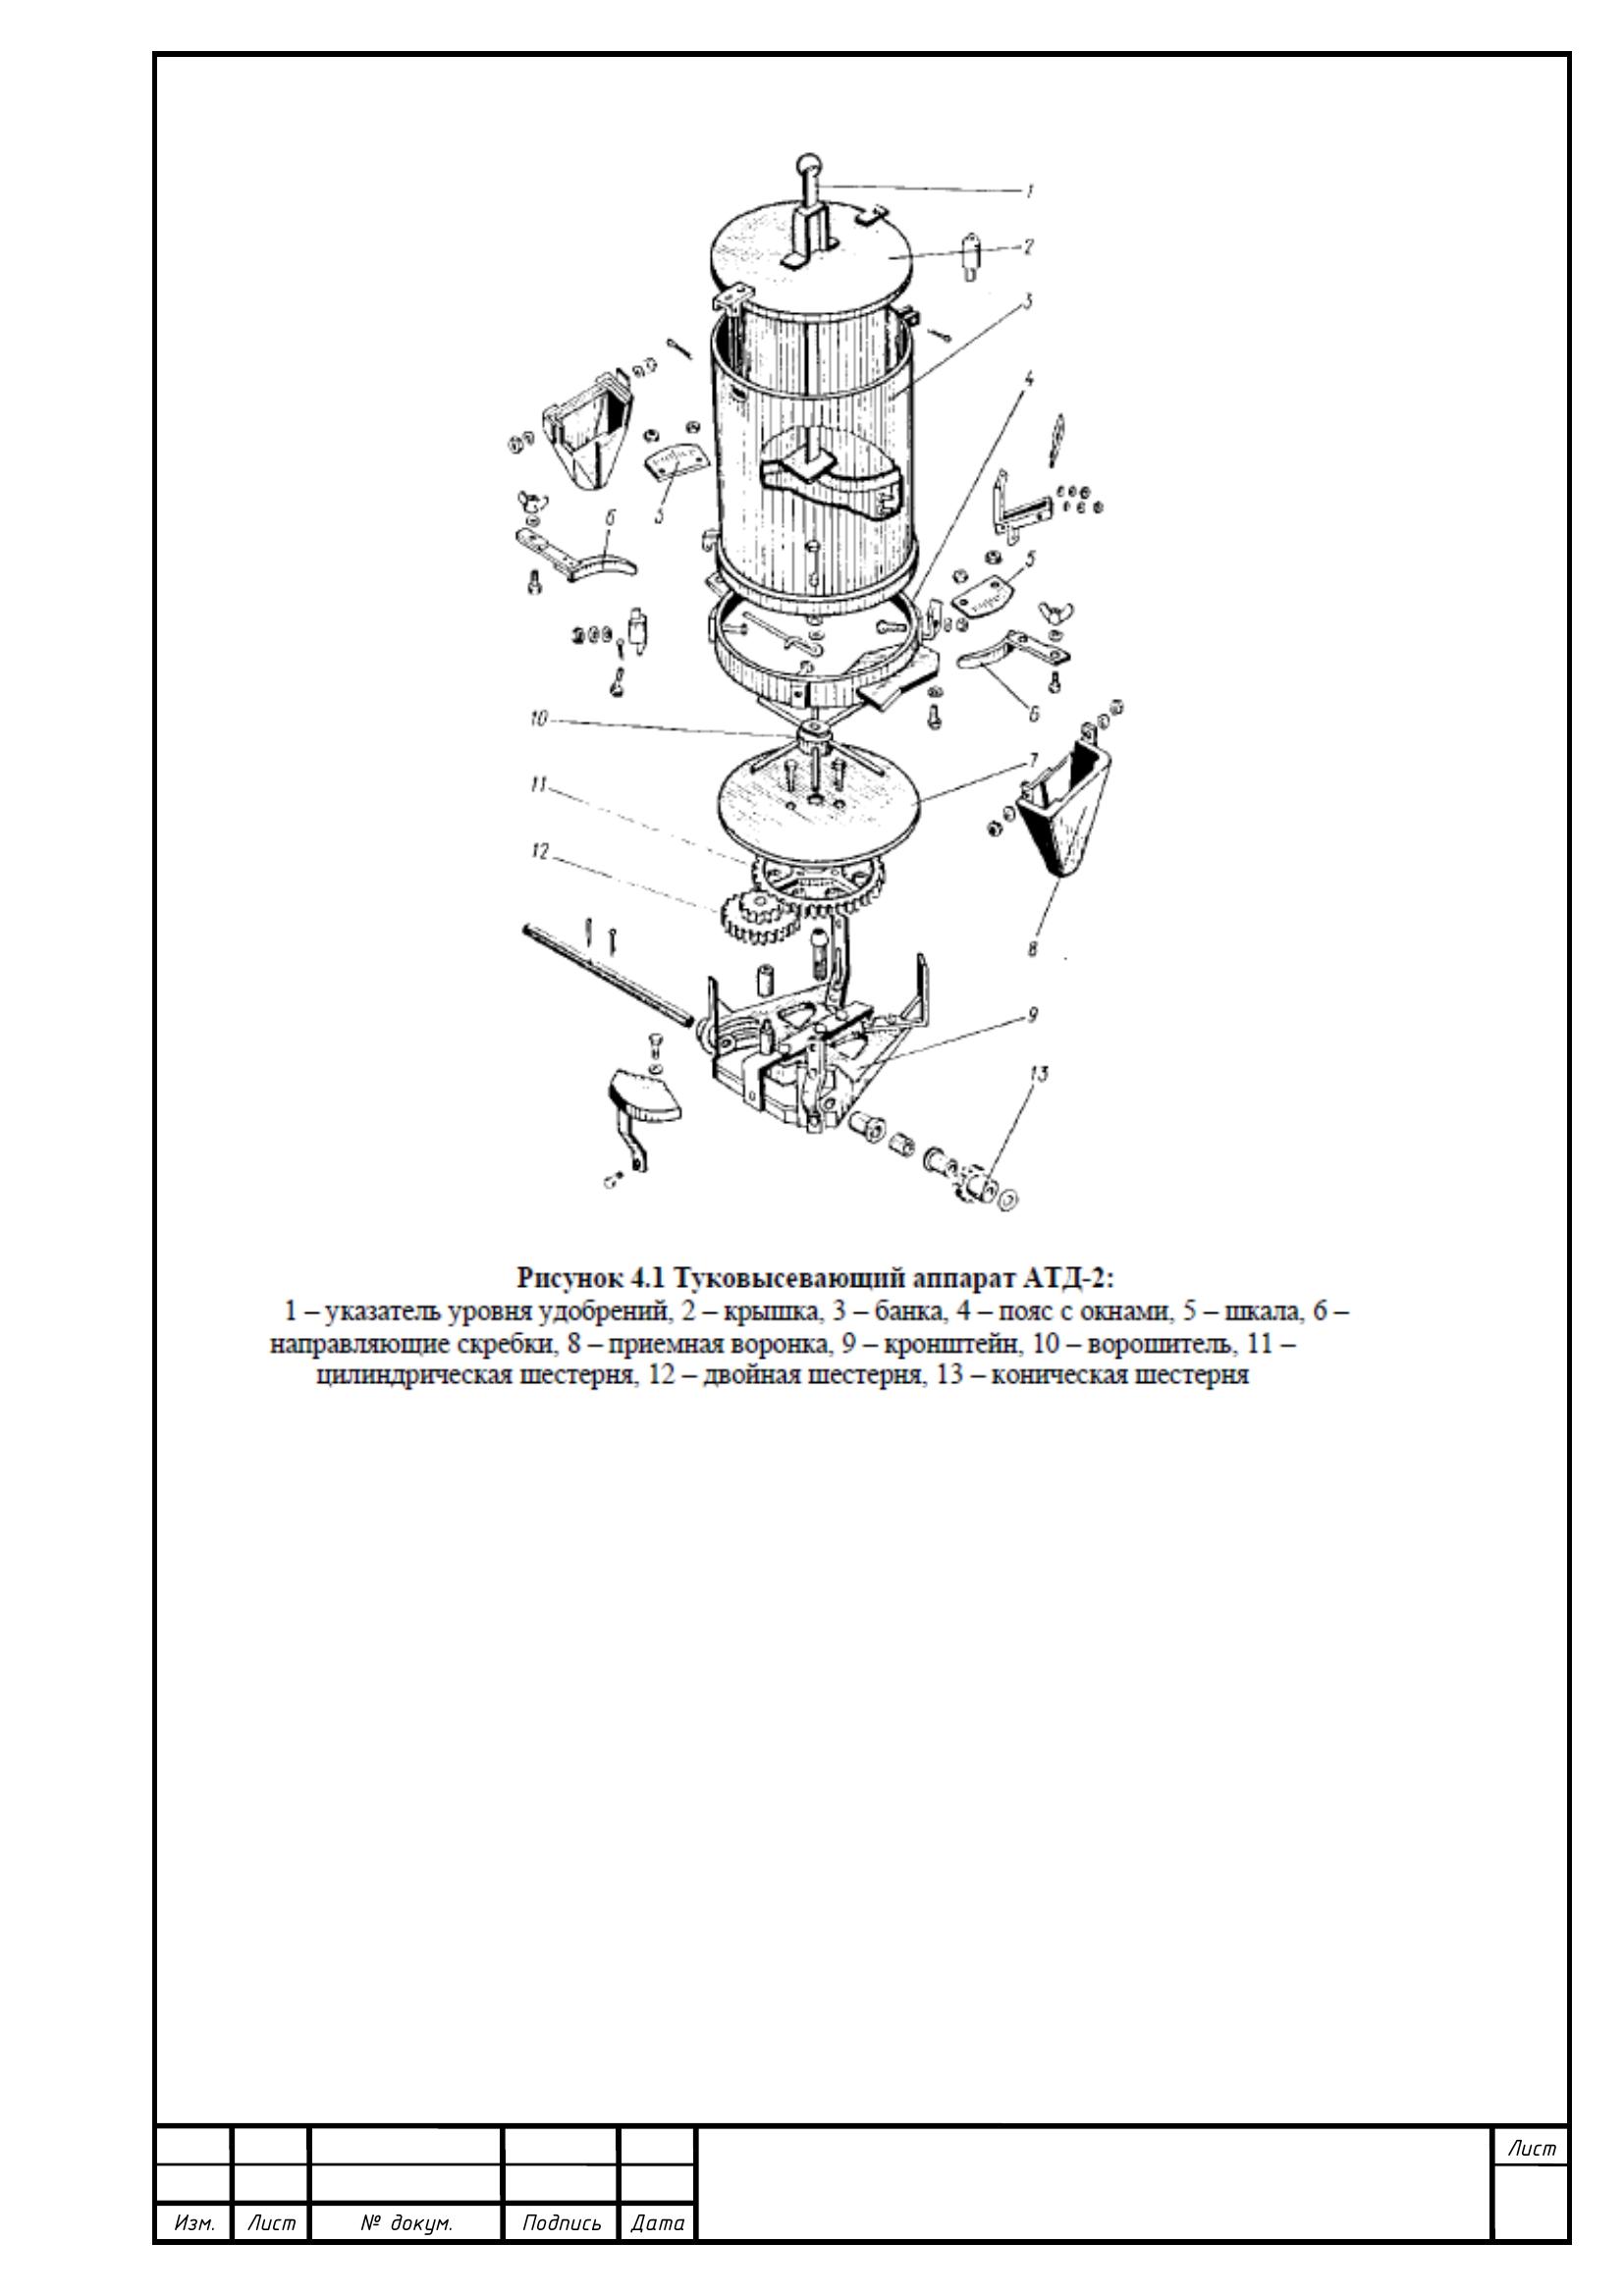 1
2
3
4
6
5
5
6
10
7
11
12
8
9
13
Рисунок 4.1 Туковысевающий аппарат АТД-2:
1 – указатель уровня удобрений, 2 – крышка, 3 – банка, 4 – пояс с окнами, 5 – шкала, 6 –
направляющие скребки, 8 – приемная воронка, 9 – кронштейн, 10 – ворошитель, 11 –
цилиндрическая шестерня, 12 – двойная шестерня, 13 – коническая шестерня
Лист
Изм. Лист № докум. Подпись Дата